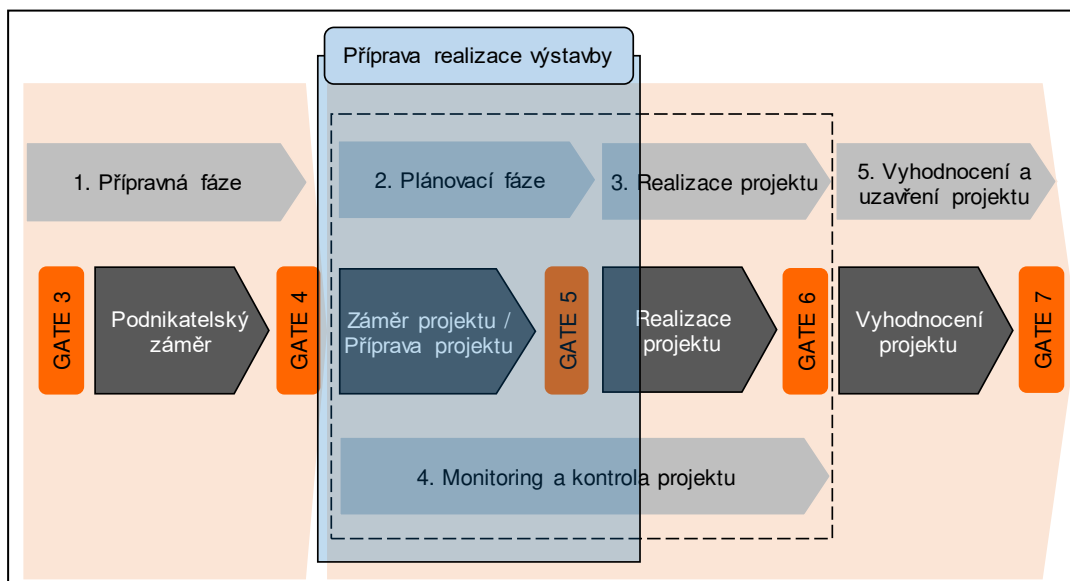 Příprava realizace výstavby
1. Přípravná fáze
2. Plánovací fáze
3. Realizace projektu
5. Vyhodnocení a
uzavření projektu
GATE 3
Podnikatelský
záměr
GATE 4
Záměr projektu /
Příprava projektu
GATE 5
Realizace
projektu
GATE 6
Vyhodnocení
projektu
GATE 7
4. Monitoring a kontrola projektu